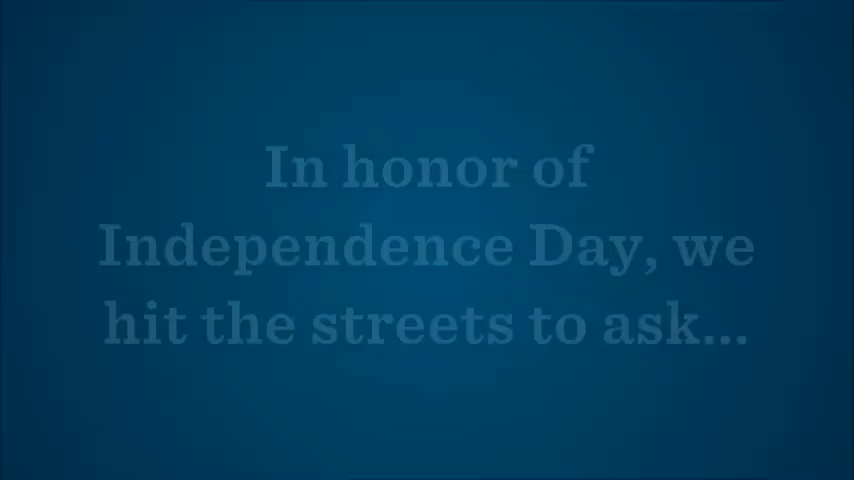 In honor of
Independence Day, we
hit the streets to ask...